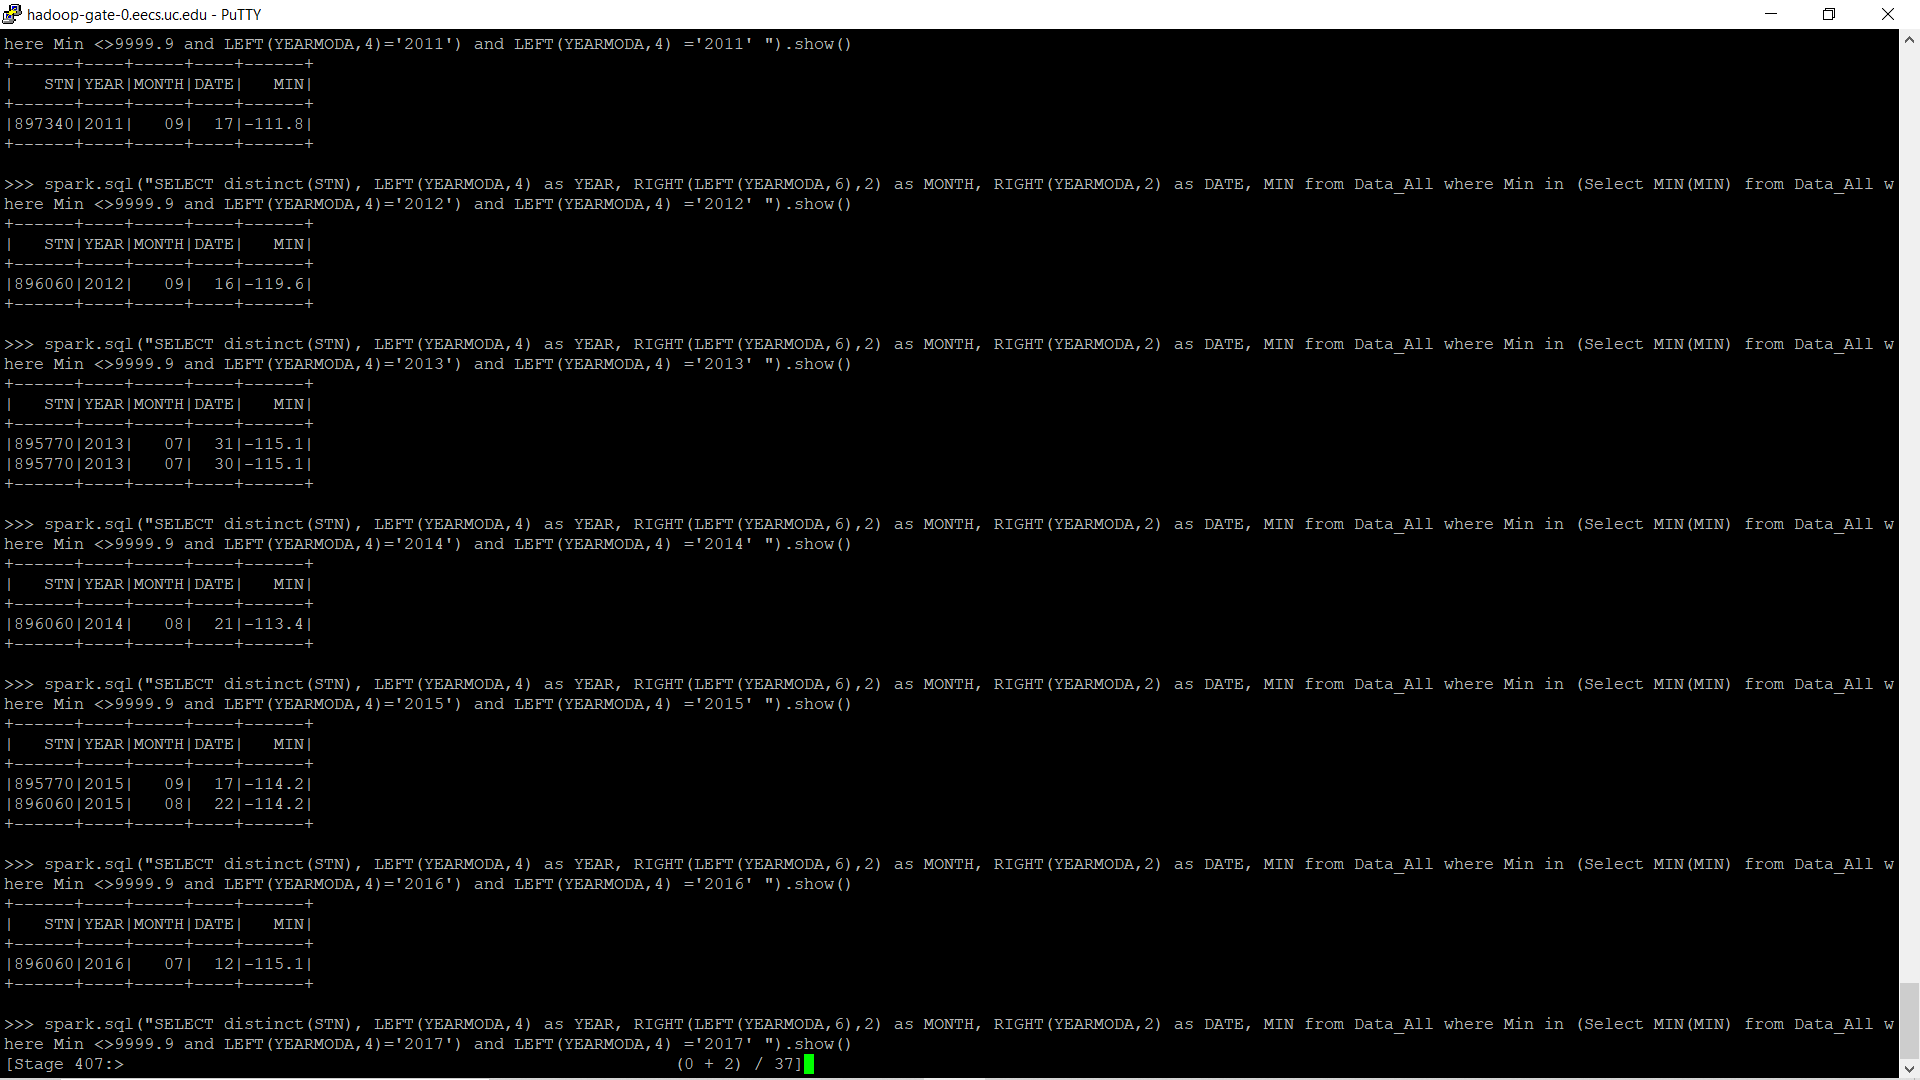 hadoop-gate-0.eecs.uc.edu - PuTTY
here Min <>9999.9 and LEFT(YEARMODA,4)='2011') and LEFT(YEARMODA,4) ='2011' ").show()
+------+----+-----+----+------+
|   STN|YEAR|MONTH|DATE|   MIN|
+------+----+-----+----+------+
|897340|2011|   09|  17|-111.8|
+------+----+-----+----+------+
>>> spark.sql("SELECT distinct(STN), LEFT(YEARMODA,4) as YEAR, RIGHT(LEFT(YEARMODA,6),2) as MONTH, RIGHT(YEARMODA,2) as DATE, MIN from Data_All where Min in (Select MIN(MIN) from Data_All w
here Min <>9999.9 and LEFT(YEARMODA,4)='2012') and LEFT(YEARMODA,4) ='2012' ").show()
+------+----+-----+----+------+
|   STN|YEAR|MONTH|DATE|   MIN|
+------+----+-----+----+------+
|896060|2012|   09|  16|-119.6|
+------+----+-----+----+------+
>>> spark.sql("SELECT distinct(STN), LEFT(YEARMODA,4) as YEAR, RIGHT(LEFT(YEARMODA,6),2) as MONTH, RIGHT(YEARMODA,2) as DATE, MIN from Data_All where Min in (Select MIN(MIN) from Data_All w
here Min <>9999.9 and LEFT(YEARMODA,4)='2013') and LEFT(YEARMODA,4) ='2013' ").show()
+------+----+-----+----+------+
|   STN|YEAR|MONTH|DATE|   MIN|
+------+----+-----+----+------+
|895770|2013|   07|  31|-115.1|
|895770|2013|   07|  30|-115.1|
+------+----+-----+----+------+
>>> spark.sql("SELECT distinct(STN), LEFT(YEARMODA,4) as YEAR, RIGHT(LEFT(YEARMODA,6),2) as MONTH, RIGHT(YEARMODA,2) as DATE, MIN from Data_All where Min in (Select MIN(MIN) from Data_All w
here Min <>9999.9 and LEFT(YEARMODA,4)='2014') and LEFT(YEARMODA,4) ='2014' ").show()
+------+----+-----+----+------+
|   STN|YEAR|MONTH|DATE|   MIN|
+------+----+-----+----+------+
|896060|2014|   08|  21|-113.4|
+------+----+-----+----+------+
>>> spark.sql("SELECT distinct(STN), LEFT(YEARMODA,4) as YEAR, RIGHT(LEFT(YEARMODA,6),2) as MONTH, RIGHT(YEARMODA,2) as DATE, MIN from Data_All where Min in (Select MIN(MIN) from Data_All w
here Min <>9999.9 and LEFT(YEARMODA,4)='2015') and LEFT(YEARMODA,4) ='2015' ").show()
+------+----+-----+----+------+
|   STN|YEAR|MONTH|DATE|   MIN|
+------+----+-----+----+------+
|895770|2015|   09|  17|-114.2|
|896060|2015|   08|  22|-114.2|
+------+----+-----+----+------+
>>> spark.sql("SELECT distinct(STN), LEFT(YEARMODA,4) as YEAR, RIGHT(LEFT(YEARMODA,6),2) as MONTH, RIGHT(YEARMODA,2) as DATE, MIN from Data_All where Min in (Select MIN(MIN) from Data_All w
here Min <>9999.9 and LEFT(YEARMODA,4)='2016') and LEFT(YEARMODA,4) ='2016' ").show()
+------+----+-----+----+------+
|   STN|YEAR|MONTH|DATE|   MIN|
+------+----+-----+----+------+
|896060|2016|   07|  12|-115.1|
+------+----+-----+----+------+
>>> spark.sql("SELECT distinct(STN), LEFT(YEARMODA,4) as YEAR, RIGHT(LEFT(YEARMODA,6),2) as MONTH, RIGHT(YEARMODA,2) as DATE, MIN from Data_All where Min in (Select MIN(MIN) from Data_All w
here Min <>9999.9 and LEFT(YEARMODA,4)='2017') and LEFT(YEARMODA,4) ='2017' ").show()
[Stage 407:>                                                       (0 + 2) / 37]